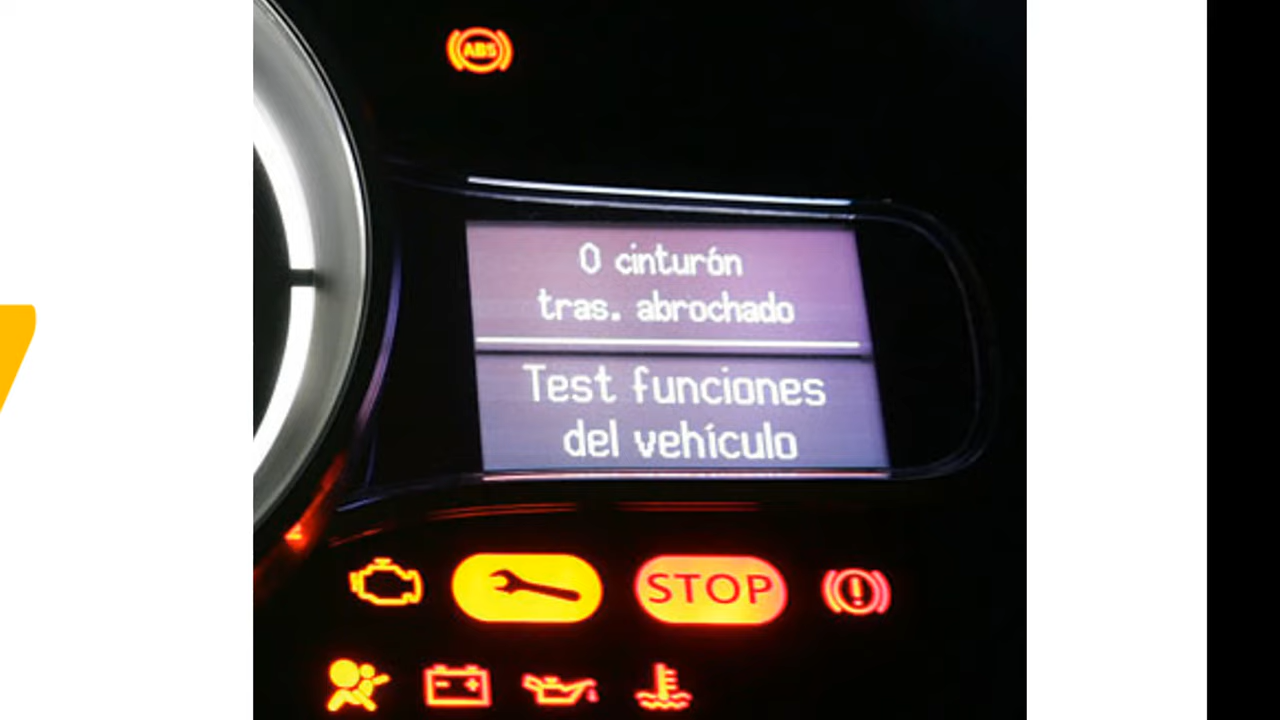 ABS
0 cinturón
tras. abrochado
Test funciones
del vehículo
STOP